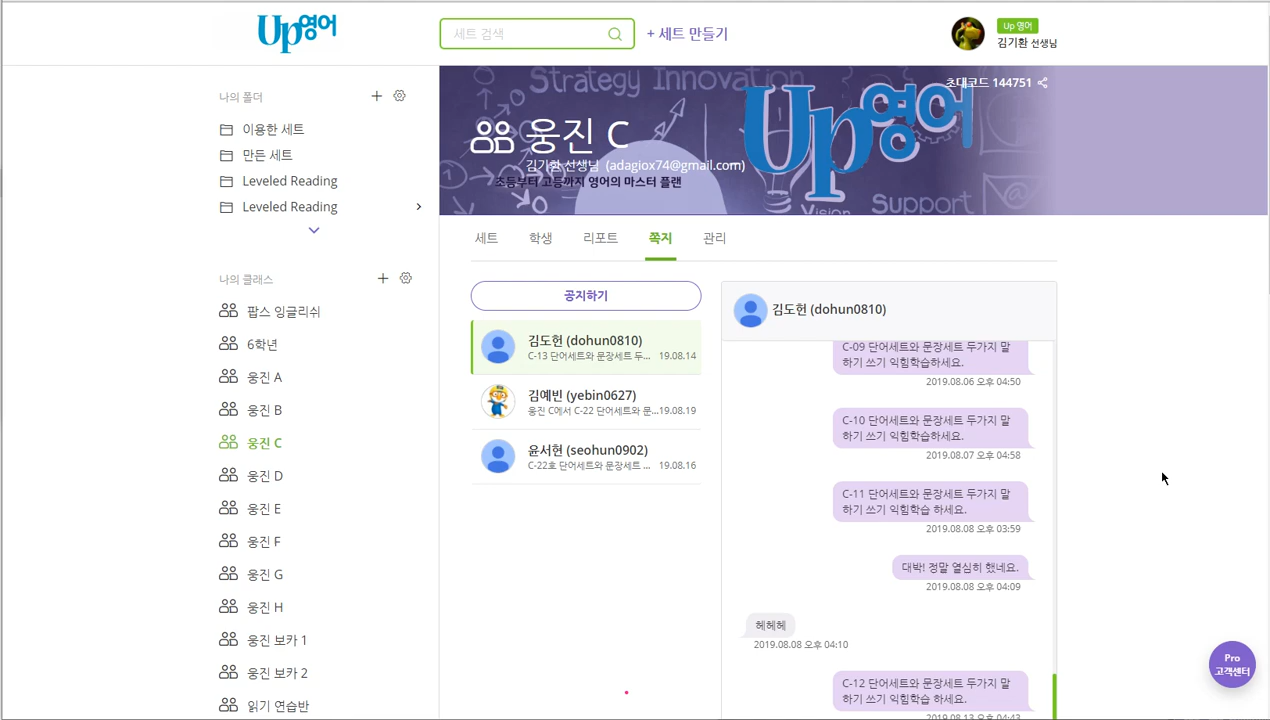 Up영어
세트 검색
+ 세트 만들기
Up 영어
김기환 선생님
나의 폴더
이용한 세트
만든 세트
Leveled Reading
Leveled Reading
나의 클래스
팝스 잉글리쉬
6학년
웅진 A
웅진 B
웅진 C
웅진 D
웅진 E
웅진 F
웅진 G
웅진 H
웅진 보카 1
웅진 보카 2
읽기 연습반
Strategy Innovation
초대코드 144751
Up영어
웅진 C
김기환 선생님 (adagiox74@gmail.com)
초등부터 고등까지 영어의 마스터 플랜
Vision
Support
세트 학생 리포트 쪽지 관리
공지하기
김도헌 (dohun0810)
C-13 단어세트와 문장세트 두... 19.08.14
김예빈 (yebin0627)
웅진 C에서 C-22 단어세트와 문...19.08.19
윤서현 (seohun0902)
C-22호 단어세트와 문장세트 ... 19.08.16
김도헌 (dohun0810)
C-09 단어세트와 문장세트 두가지 말
하기 쓰기 익힘학습하세요.
2019.08.06 오후 04:50
C-10 단어세트와 문장세트 두가지 말
하기 쓰기 익힘학습하세요.
2019.08.07 오후 04:58
C-11 단어세트와 문장세트 두가지 말
하기 쓰기 익힘학습 하세요.
2019.08.08 오후 03:59
대박! 정말 열심히 했네요.
2019.08.08 오후 04:09
헤헤헤
2019.08.08 오후 04:10
C-12 단어세트와 문장세트 두가지 말
하기 쓰기 익힘학습 하세요.
2019.08.13 오후 04:43
Pro
고객센터